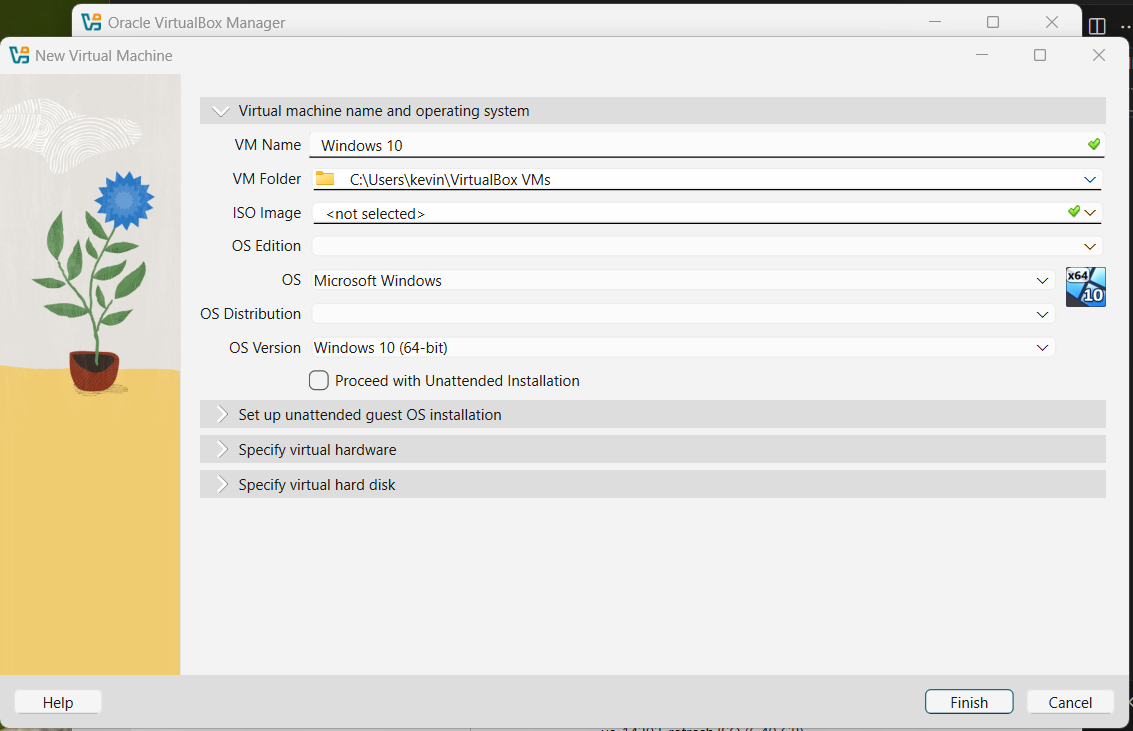 Oracle VirtualBox Manager
New Virtual Machine
Virtual machine name and operating system
VM Name Windows 10
VM Folder C:\Users\kevin\VirtualBox VMs
ISO Image <not selected>
OS Edition
OS Microsoft Windows
x64
10
OS Distribution
OS Version Windows 10 (64-bit)
Proceed with Unattended Installation
Set up unattended guest OS installation
Specify virtual hardware
Specify virtual hard disk
Help Finish Cancel